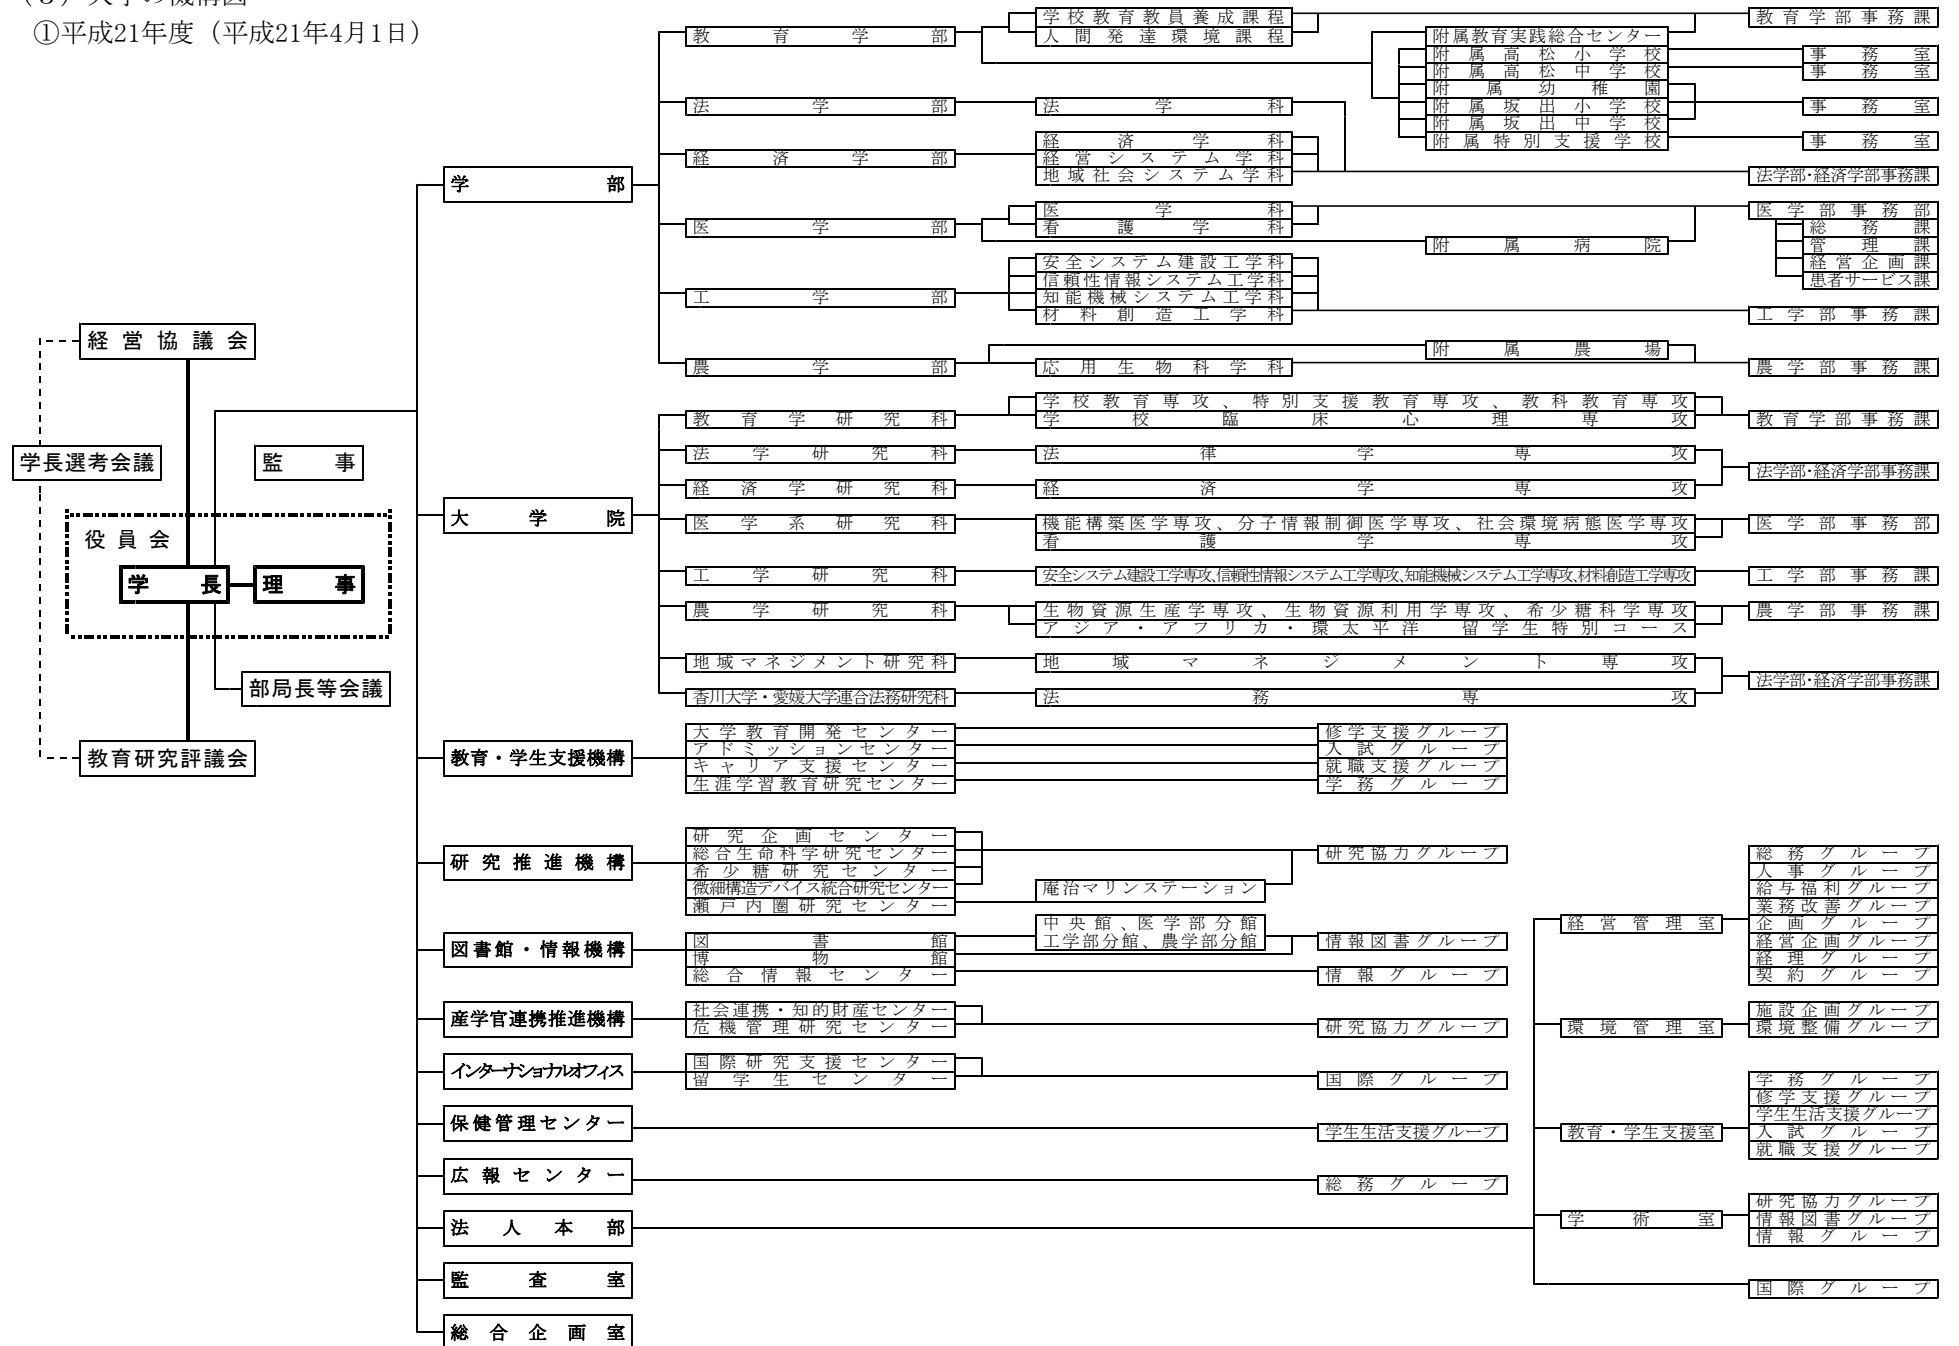 ①平成21年度（平成21年4月1日）
経営協議会
学長選考会議
監事
役員会
学長
理事
部局長等会議
教育研究評議会
学部
教育学部
学校教育教員養成課程
人間発達環境課程
教育学部事務課
附属教育実践総合センター
附属高松小学校
事務室
附属高松中学校
事務室
附属幼稚園
附属坂出小学校
事務室
附属坂出中学校
附属特別支援学校
事務室
法学部
法学科
経済学部
経済学科
経営システム学科
地域社会システム学科
法学部・経済学部事務課
医学部
医学科
看護学科
附属病院
医学部事務部
総務課
管理課
経営企画課
患者サービス課
工学部
安全システム建設工学科
信頼性情報システム工学科
知能機械システム工学科
材料創造工学科
工学部事務課
農学部
附属農場
応用生物科学科
農学部事務課
大学院
教育学研究科
学校教育専攻、特別支援教育専攻、教科教育専攻
学校臨床心理専攻
教育学部事務課
法学研究科
法律学専攻
法学部・経済学部事務課
経済学研究科
経済学専攻
医学系研究科
機能構築医学専攻、分子情報制御医学専攻、社会環境病態医学専攻
看護学専攻
医学部事務部
工学研究科
安全システム建設工学専攻、信頼性情報システム工学専攻、知能機械システム工学専攻、材料創造工学専攻
工学部事務課
農学研究科
生物資源生産学専攻、生物資源利用学専攻、希少糖科学専攻
アジア・アフリカ・環太平洋　留学生特別コース
農学部事務課
地域マネジメント研究科
地域マネジメント専攻
法学部・経済学部事務課
香川大学・愛媛大学連合法務研究科
法務専攻
教育・学生支援機構
大学教育開発センター
修学支援グループ
アドミッションセンター
入試グループ
キャリア支援センター
就職支援グループ
生涯学習教育研究センター
学務グループ
研究推進機構
研究企画センター
総合生命科学研究センター
希少糖研究センター
微細構造デバイス統合研究センター
瀬戸内圏研究センター
庵治マリンステーション
研究協力グループ
図書館・情報機構
図書館
中央館、医学部分館
工学部分館、農学部分館
情報図書グループ
博物館
総合情報センター
情報グループ
産学官連携推進機構
社会連携・知的財産センター
危機管理研究センター
研究協力グループ
インターナショナルオフィス
国際研究支援センター
留学生センター
国際グループ
保健管理センター
学生生活支援グループ
広報センター
総務グループ
法人本部
経営管理室
総務グループ
人事グループ
給与福利グループ
業務改善グループ
企画グループ
経営企画グループ
経理グループ
契約グループ
環境管理室
施設企画グループ
環境整備グループ
教育・学生支援室
学務グループ
修学支援グループ
学生生活支援グループ
入試グループ
就職支援グループ
学術室
研究協力グループ
情報図書グループ
情報グループ
国際グループ
監査室
総合企画室